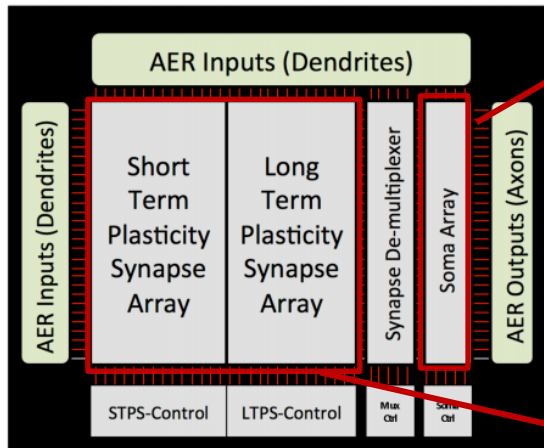 AER Inputs (Dendrites)
AER Inputs (Dendrites)
Short
Term
Plasticity
Synapse
Array
Long
Term
Plasticity
Synapse
Array
Synapse De-multiplexer
Soma Array
AER Outputs (Axons)
STPS-Control
LTPS-Control
Mux
Ctrl
Soma
Ctrl